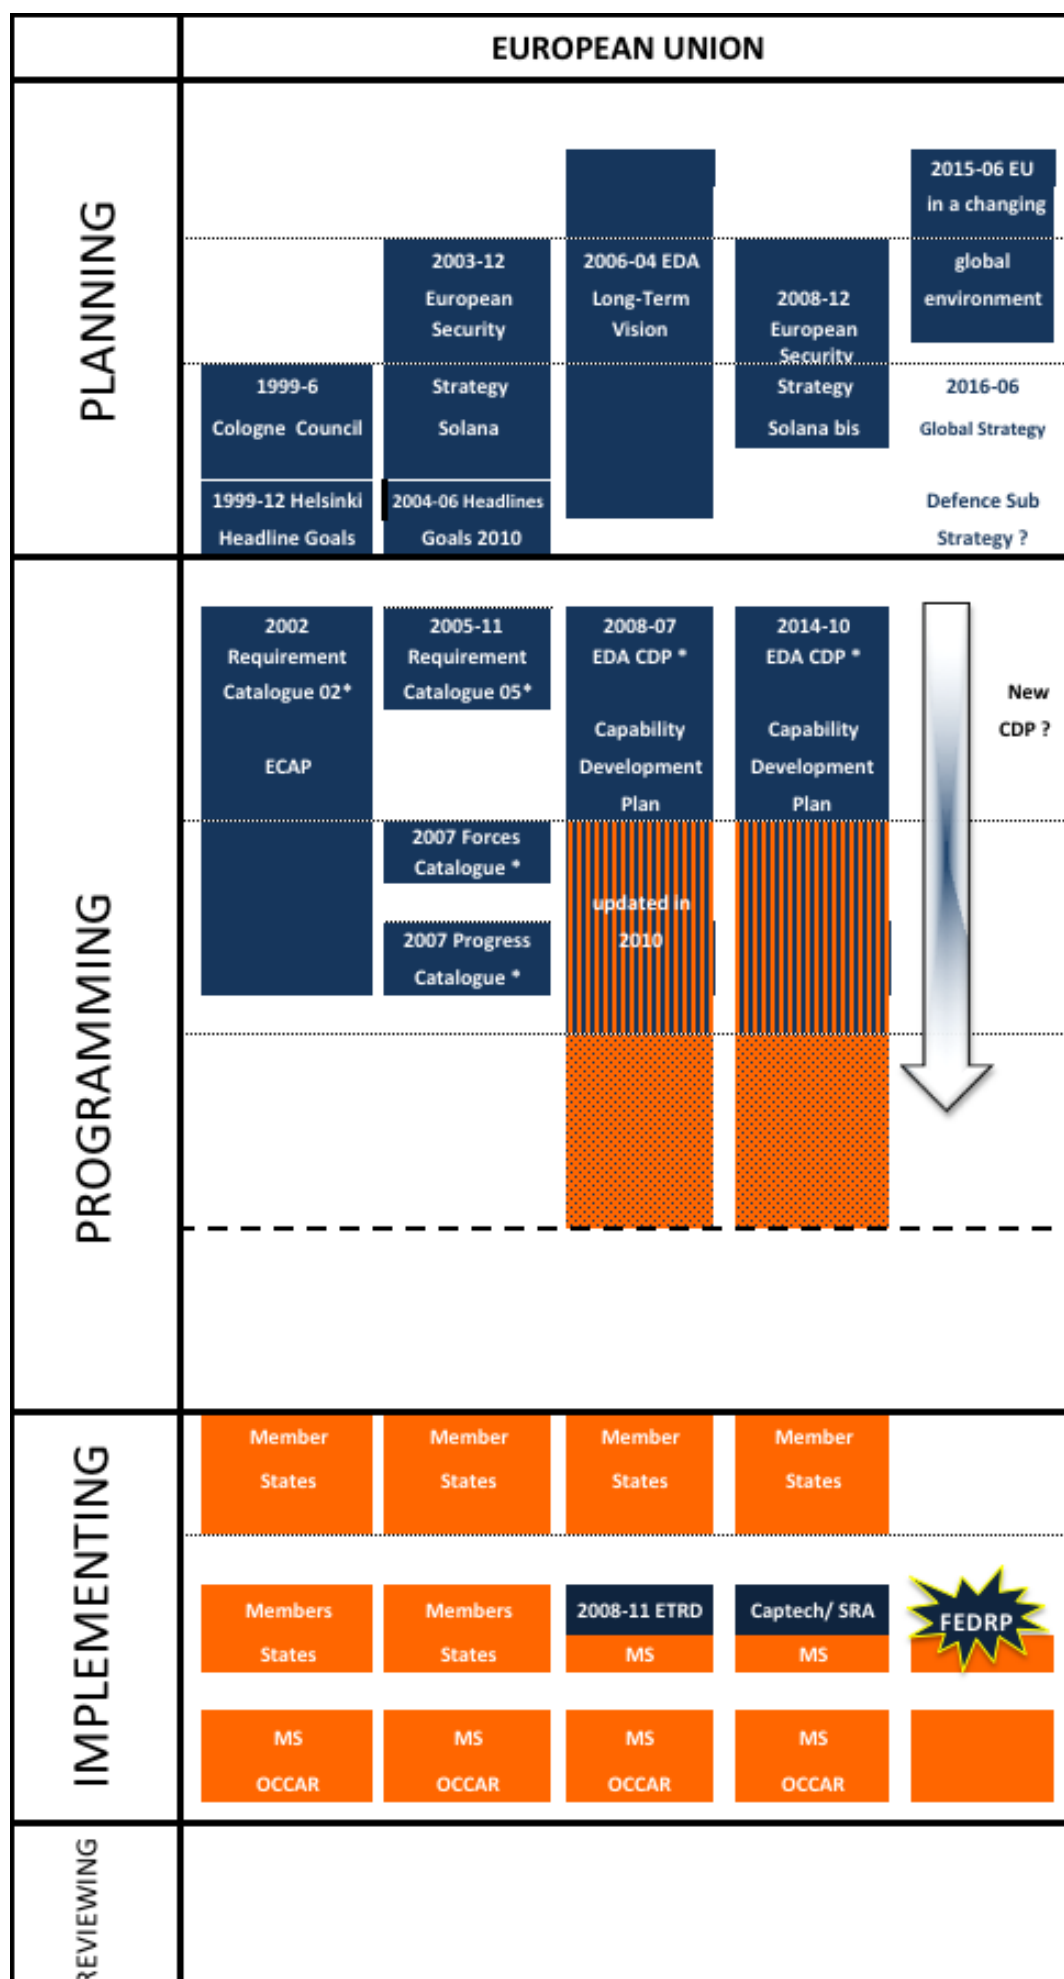 EUROPEAN UNION
PLANNING
1999-6
Cologne Council
1999-12 Helsinki
Headline Goals
2003-12
European
Security
Strategy
Solana
2004-06 Headlines
Goals 2010
2006-04 EDA
Long-Term
Vision
2008-12
European
Security
Strategy
Solana bis
2015-06 EU
in a changing
global
environment
2016-06
Global Strategy
Defence Sub
Strategy ?
PROGRAMMING
2002
Requirement
Catalogue 02*
ECAP
2005-11
Requirement
Catalogue 05*
2007 Forces
Catalogue *
2007 Progress
Catalogue *
2008-07
EDA CDP *
Capability
Development
Plan
updated in
2010
2014-10
EDA CDP *
Capability
Development
Plan
New
CDP ?
IMPLEMENTING
Member
States
Member
States
Member
States
Member
States
Members
States
Members
States
2008-11 ETRD
MS
Captech/ SRA
MS
FEDRP
MS
OCCAR
MS
OCCAR
MS
OCCAR
MS
OCCAR
REVIEWING